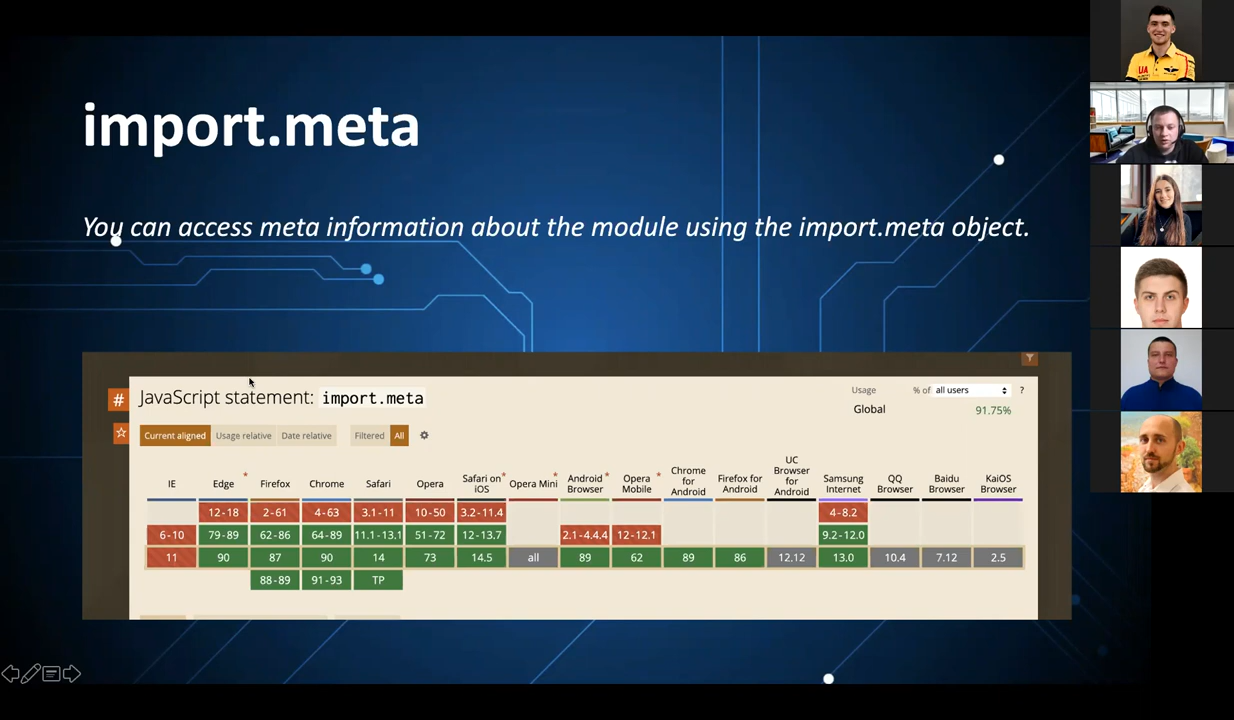 import.meta
You can access meta information about the module using the import.meta object.
# JavaScript statement: import.meta
Usage % of all users ?
Global 91.75%
Current aligned Usage relative Date relative Filtered All
IE Edge * Firefox Chrome Safari Opera Safari on iOS * Opera Mini Android Browser * Opera Mobile * Chrome for Android Firefox for Android UC Browser for Android Samsung Internet QQ Browser Baidu Browser KaiOS Browser
12-18 2-61 4-63 3.1-11 10-50 3.2-11.4 4-8.2
6-10 79-89 62-86 64-89 11.1-13.1 51-72 12-13.7 2.1-4.4.4 12-12.1 9.2-12.0
11 90 87 90 14 73 14.5 all 89 62 89 86 12.12 13.0 10.4 7.12 2.5
88-89 91-93 TP
UA